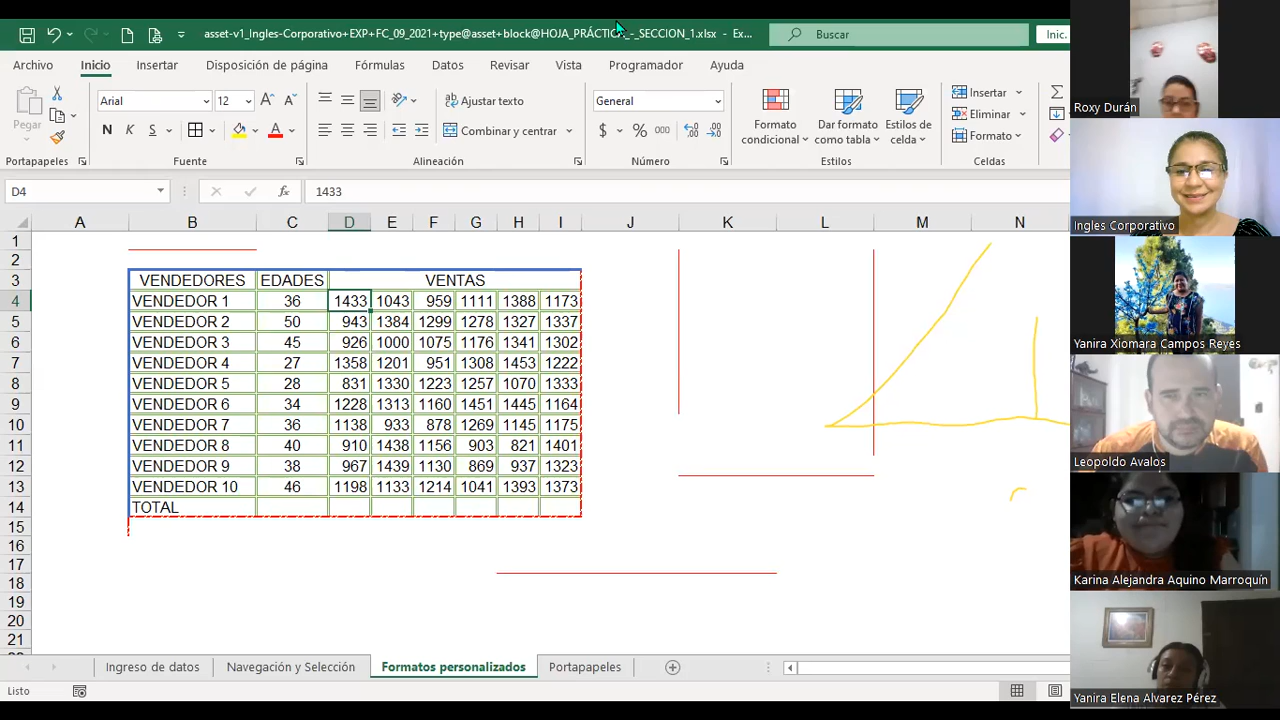 asset-v1_Ingles-Corporativo+EXP+FC_09_2021+type@asset+block@HOJA_PRÁCTI_-_SECCION_1.xlsx - Ex...
Buscar
Inic.
Archivo Inicio Insertar Disposición de página Fórmulas Datos Revisar Vista Programador Ayuda
Pegar
Arial 12
N K S
Ajustar texto
Combinar y centrar
General
$ % 000
Formato condicional
Dar formato como tabla
Estilos de celda
Insertar
Eliminar
Formato
Portapapeles Fuente Alineación Número Estilos Celdas
D4 fx 1433
A B C D E F G H I J K L M N
1
2
3 VENDEDORES EDADES VENTAS
4 VENDEDOR 1 36 1433 1043 959 1111 1388 1173
5 VENDEDOR 2 50 943 1384 1299 1278 1327 1337
6 VENDEDOR 3 45 926 1000 1075 1176 1341 1302
7 VENDEDOR 4 27 1358 1201 951 1308 1453 1222
8 VENDEDOR 5 28 831 1330 1223 1257 1070 1333
9 VENDEDOR 6 34 1228 1313 1160 1451 1445 1164
10 VENDEDOR 7 36 1138 933 878 1269 1145 1175
11 VENDEDOR 8 40 910 1438 1156 903 821 1401
12 VENDEDOR 9 38 967 1439 1130 869 937 1323
13 VENDEDOR 10 46 1198 1133 1214 1041 1393 1373
14 TOTAL
15
16
17
18
19
20
21
Ingreso de datos Navegación y Selección Formatos personalizados Portapapeles
Listo
Roxy Durán
Ingles Corporativo
Yanira Xiomara Campos Reyes
Leopoldo Avalos
Karina Alejandra Aquino Marroquín
Yanira Elena Alvarez Pérez